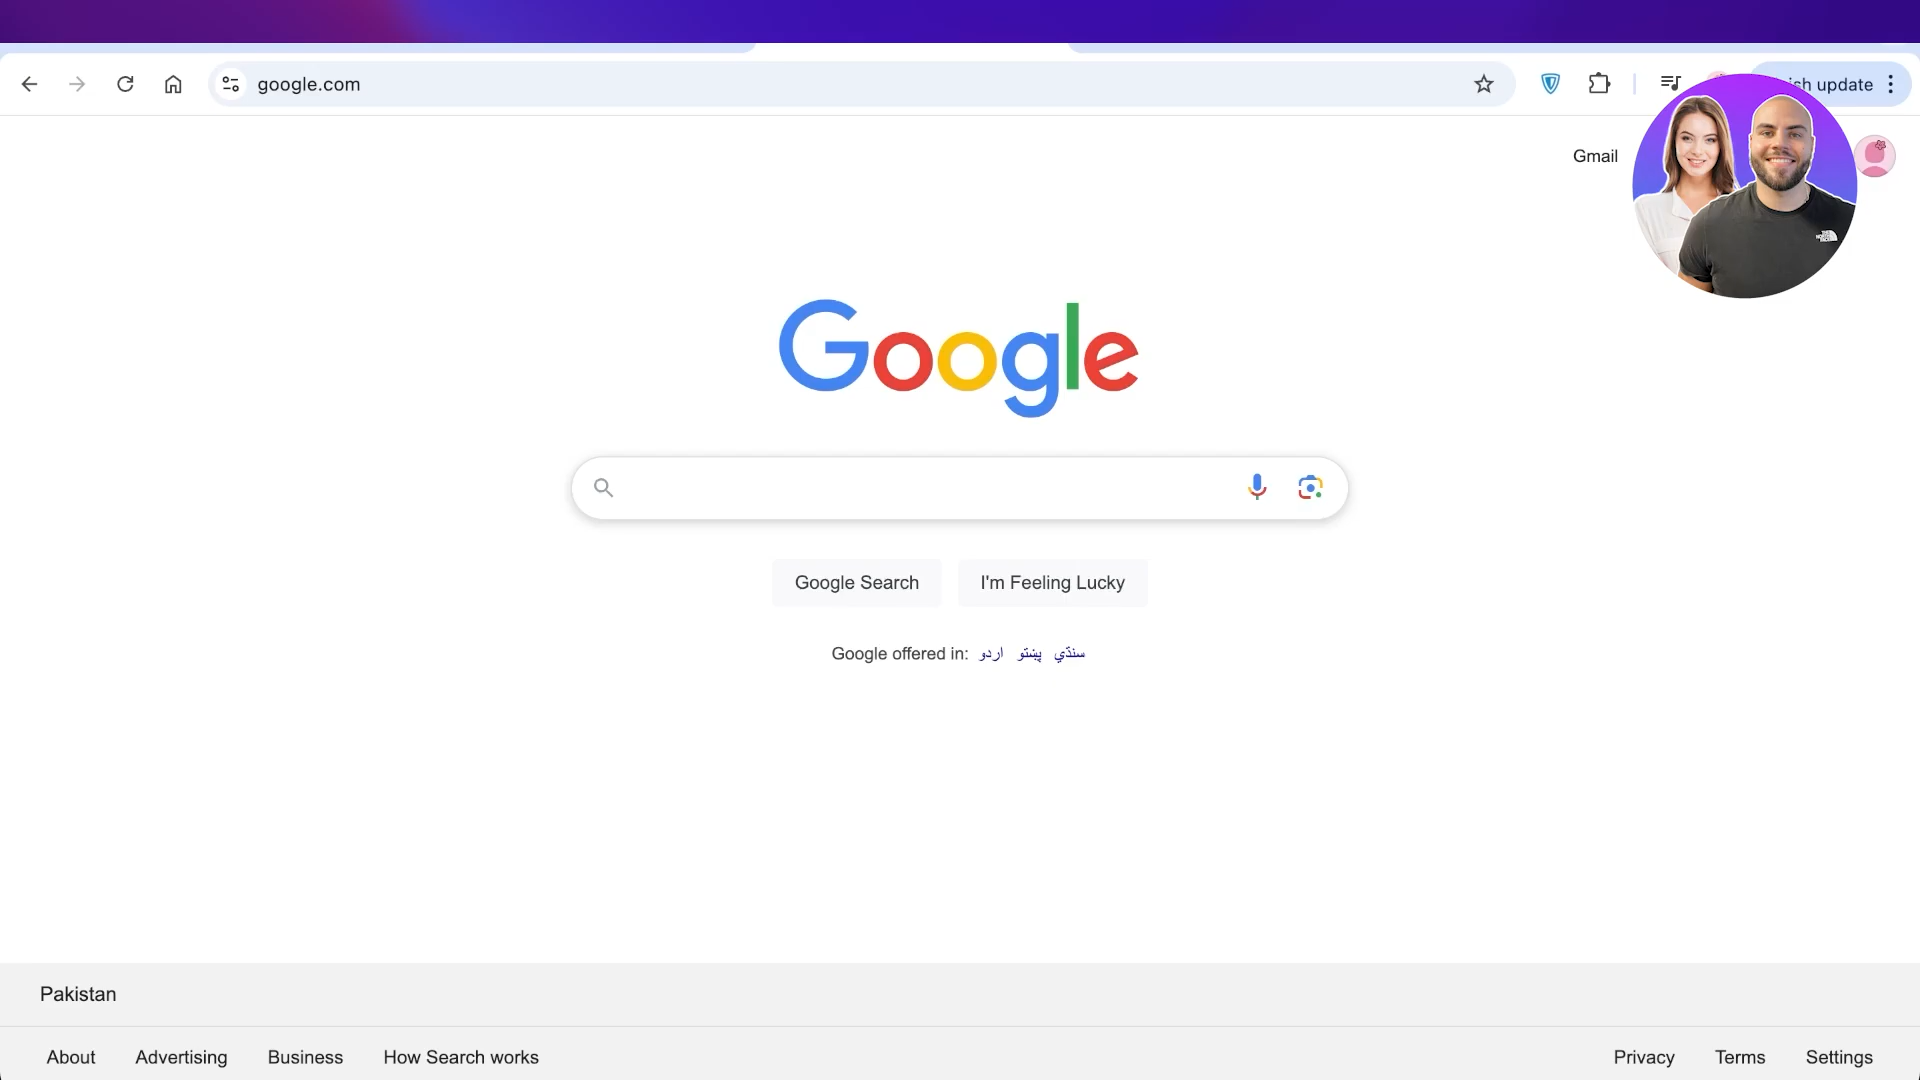 google.com
sh update
Gmail
Google
Google Search
I'm Feeling Lucky
Google offered in: اردو پښتو سنڌي
Pakistan
About Advertising Business How Search works
Privacy Terms Settings